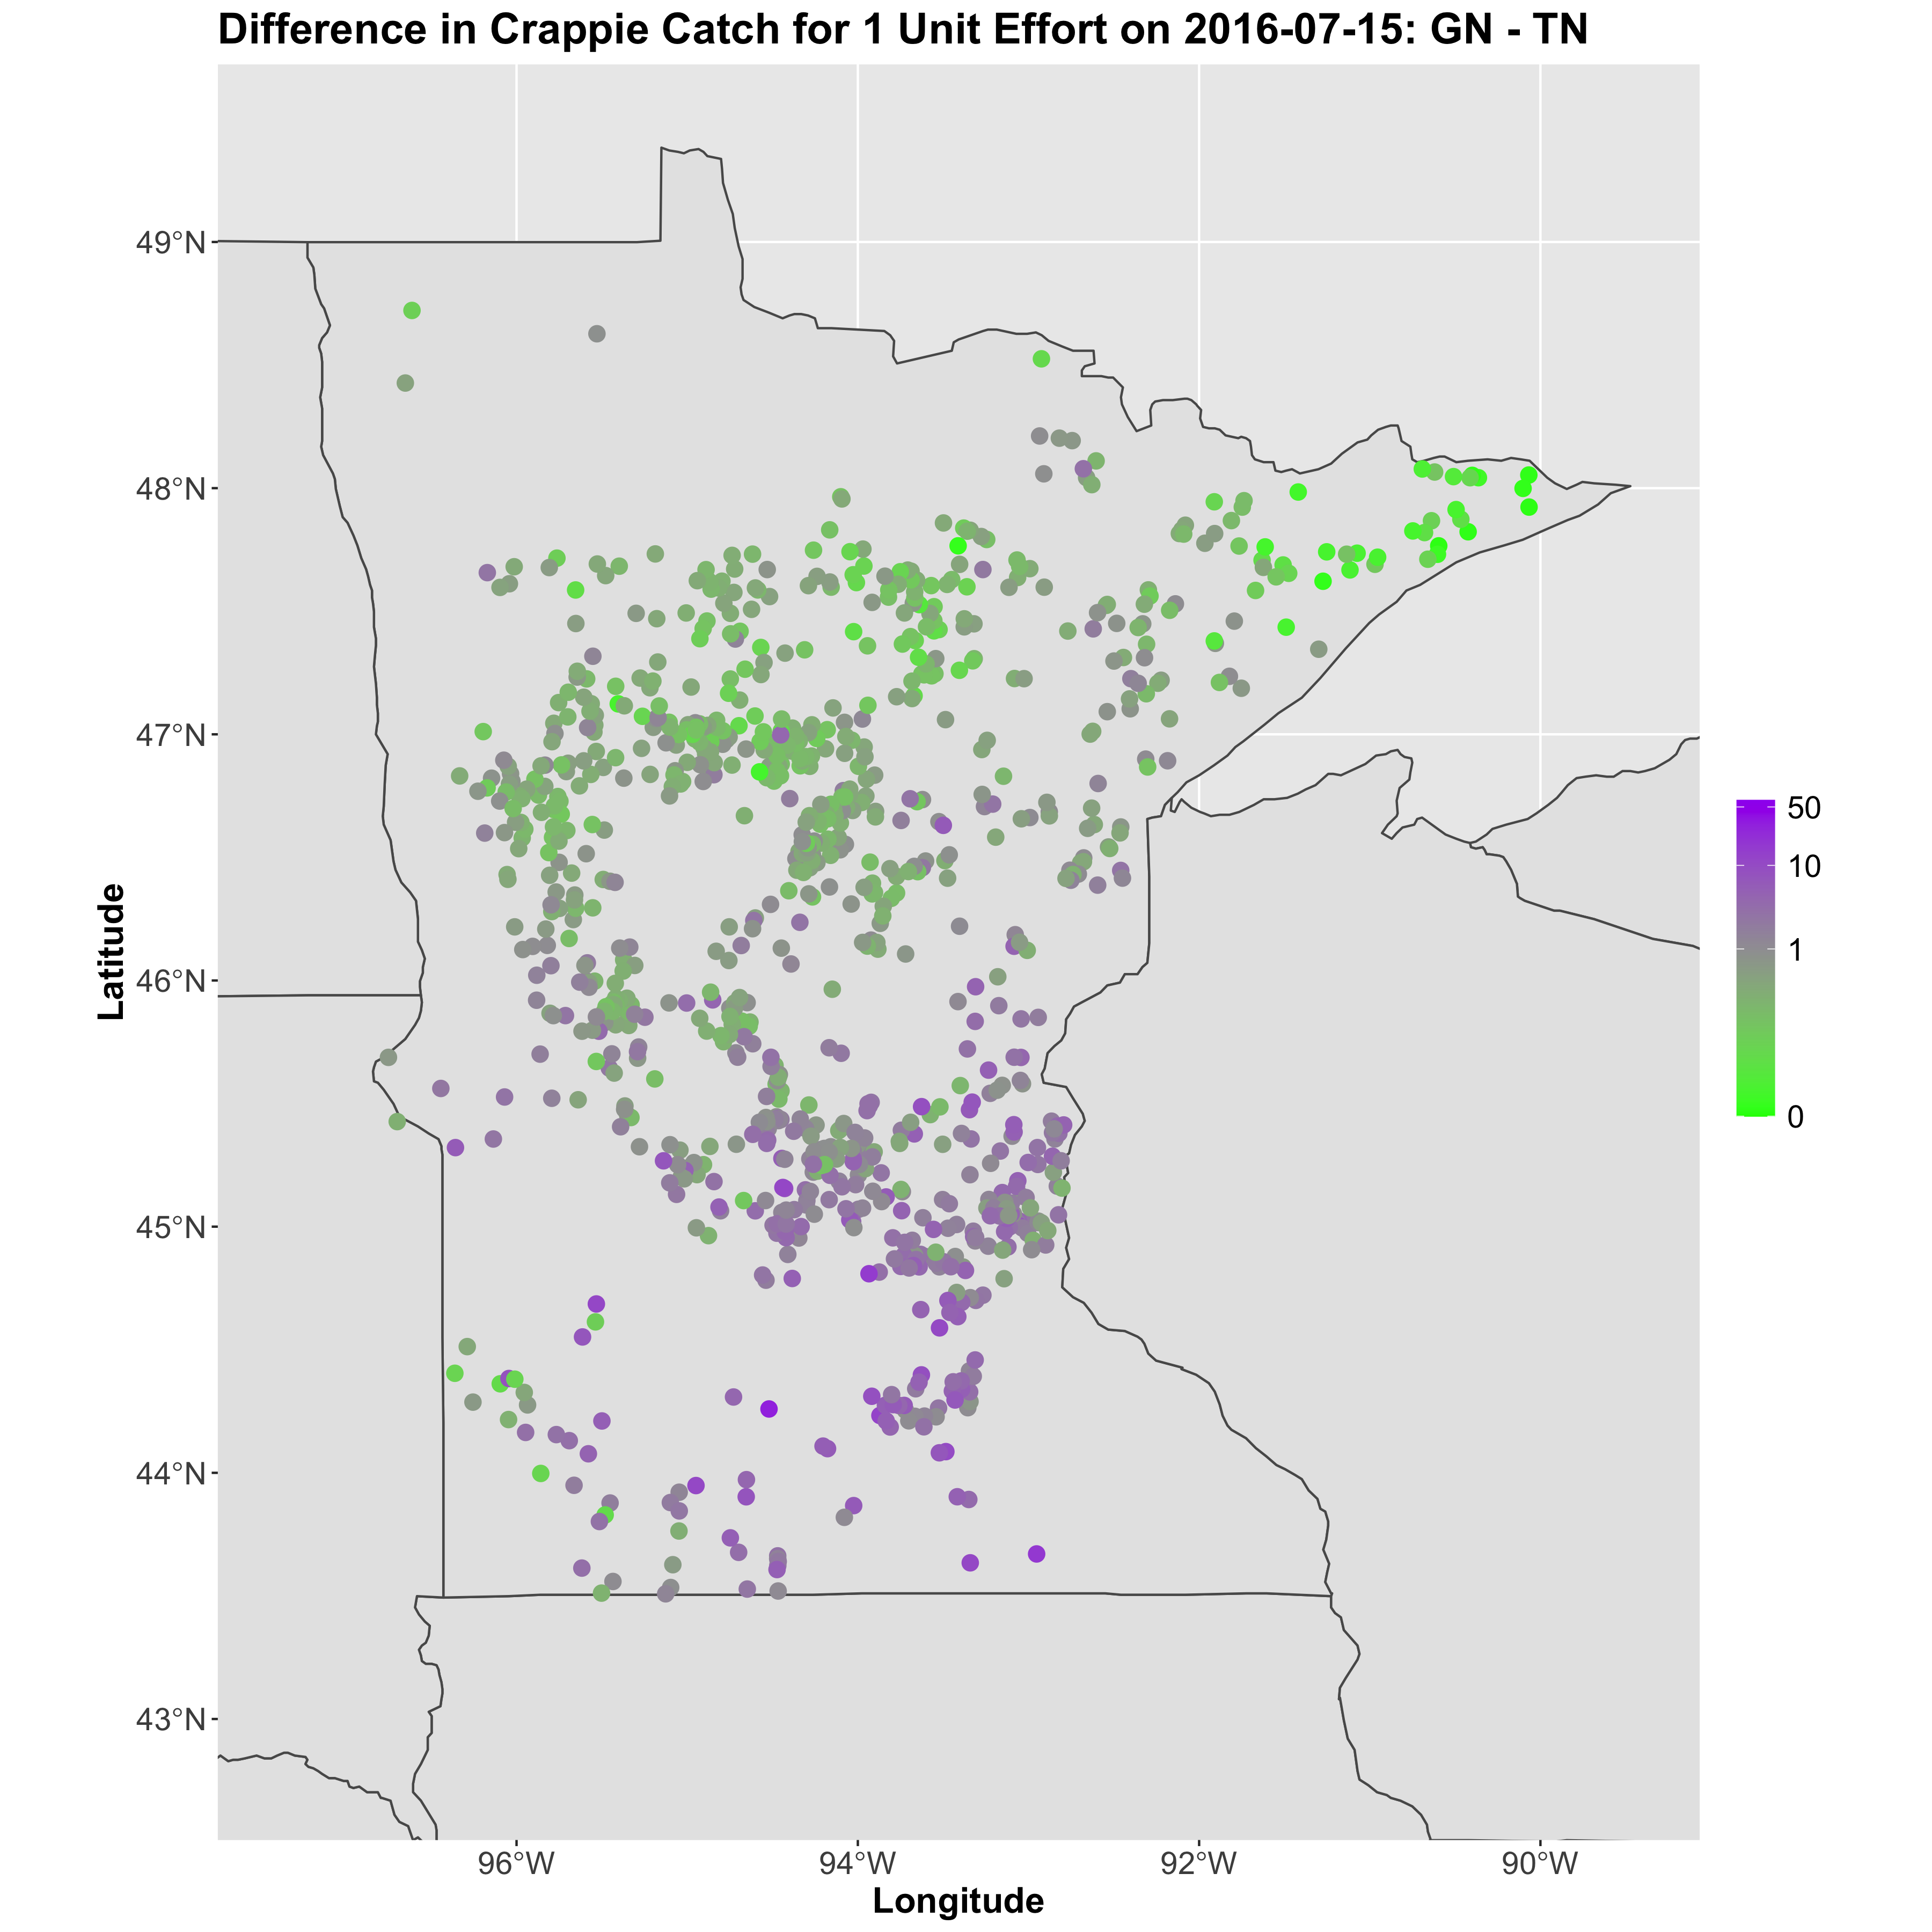 Difference in Crappie Catch for 1 Unit Effort on 2016-07-15: GN - TN
49°N
48°N
47°N
46°N
45°N
44°N
43°N
Latitude
50
10
1
0
96°W
94°W
92°W
90°W
Longitude